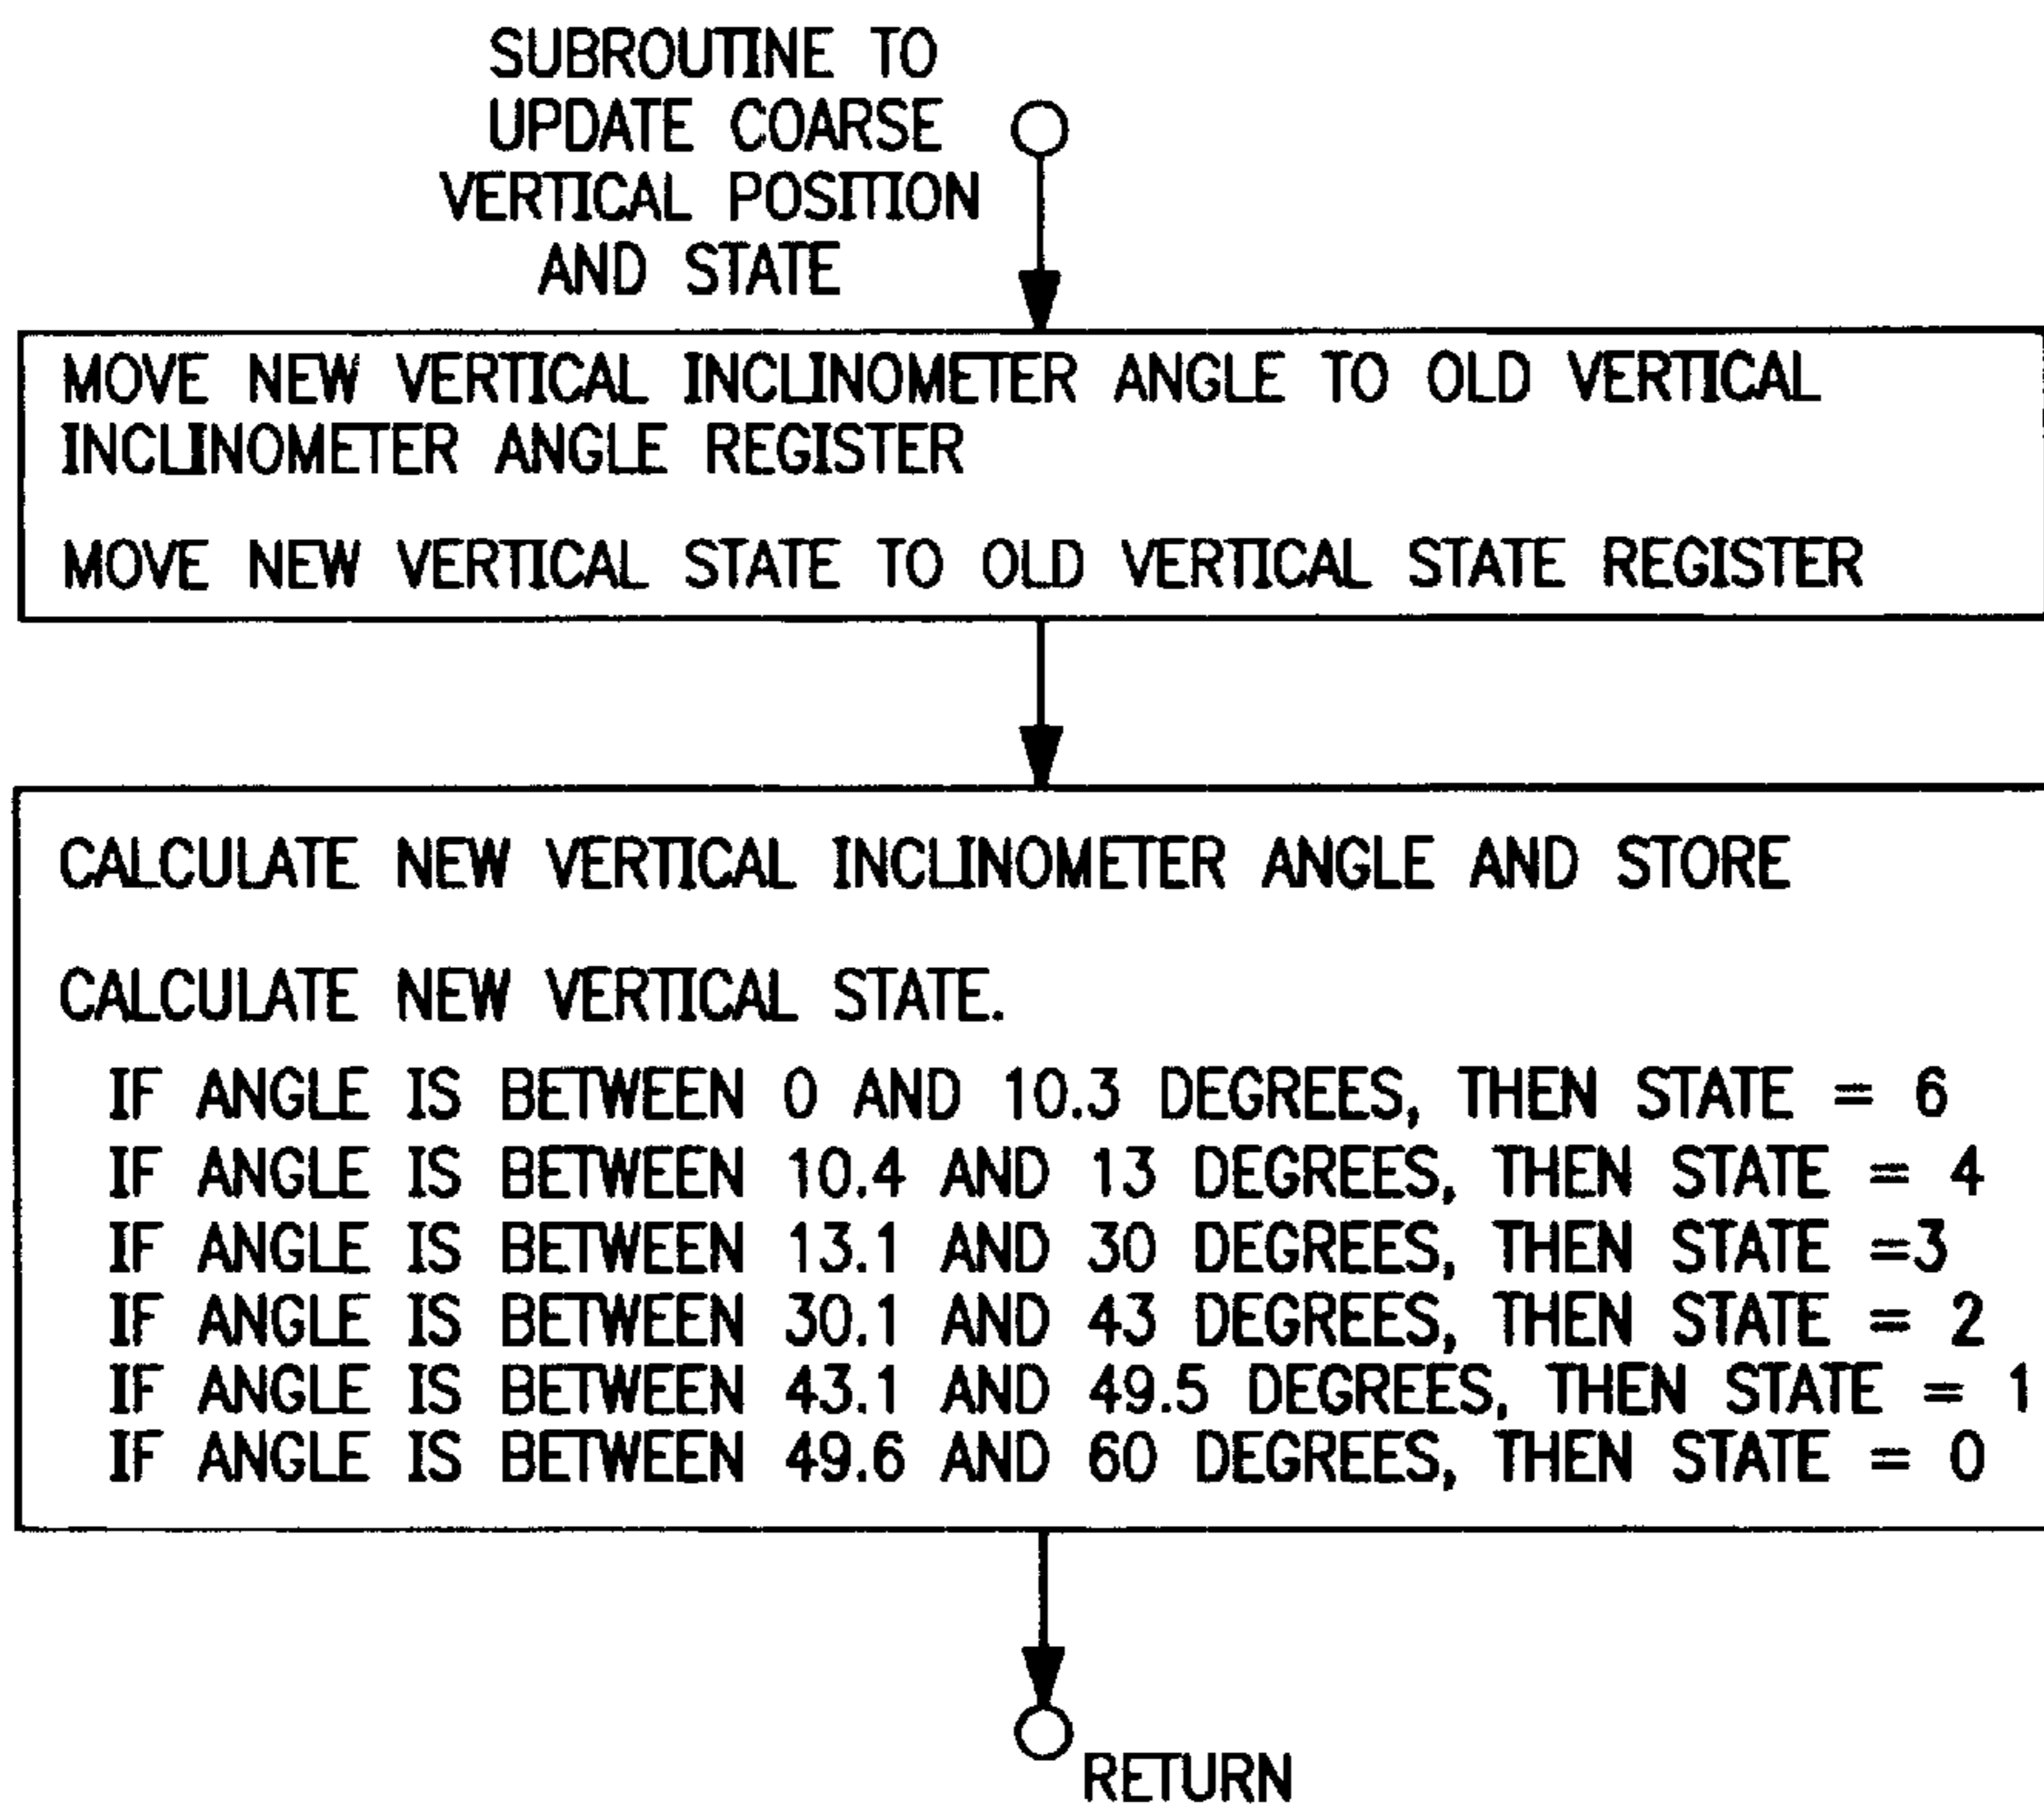 SUBROUTINE TO
UPDATE COARSE
VERTICAL POSITION
AND STATE
MOVE NEW VERTICAL INCLINOMETER ANGLE TO OLD VERTICAL
INCLINOMETER ANGLE REGISTER
MOVE NEW VERTICAL STATE TO OLD VERTICAL STATE REGISTER
CALCULATE NEW VERTICAL INCLINOMETER ANGLE AND STORE
CALCULATE NEW VERTICAL STATE.
IF ANGLE IS BETWEEN 0 AND 10.3 DEGREES, THEN STATE = 6
IF ANGLE IS BETWEEN 10.4 AND 13 DEGREES, THEN STATE = 4
IF ANGLE IS BETWEEN 13.1 AND 30 DEGREES, THEN STATE =3
IF ANGLE IS BETWEEN 30.1 AND 43 DEGREES, THEN STATE = 2
IF ANGLE IS BETWEEN 43.1 AND 49.5 DEGREES, THEN STATE = 1
IF ANGLE IS BETWEEN 49.6 AND 60 DEGREES, THEN STATE = 0
RETURN